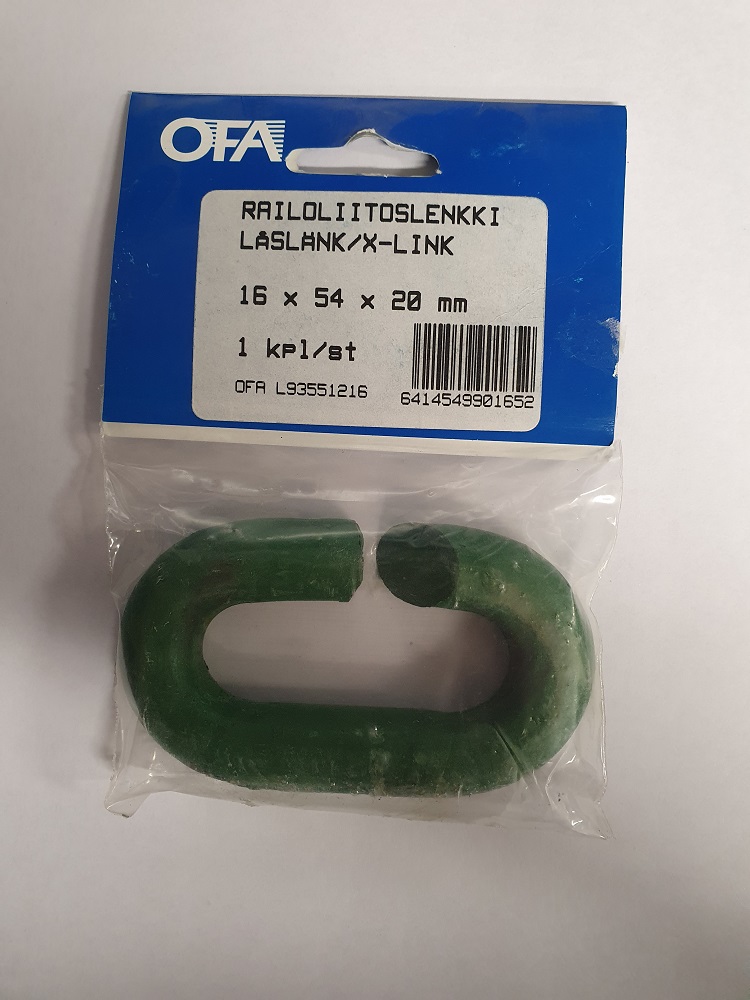 OFA
RAILOLIITOSLENKKI
LÅSLÄNK/X-LINK
16 x 54 x 20 mm
1 kpl/st
OFA L93551216
6414549901652